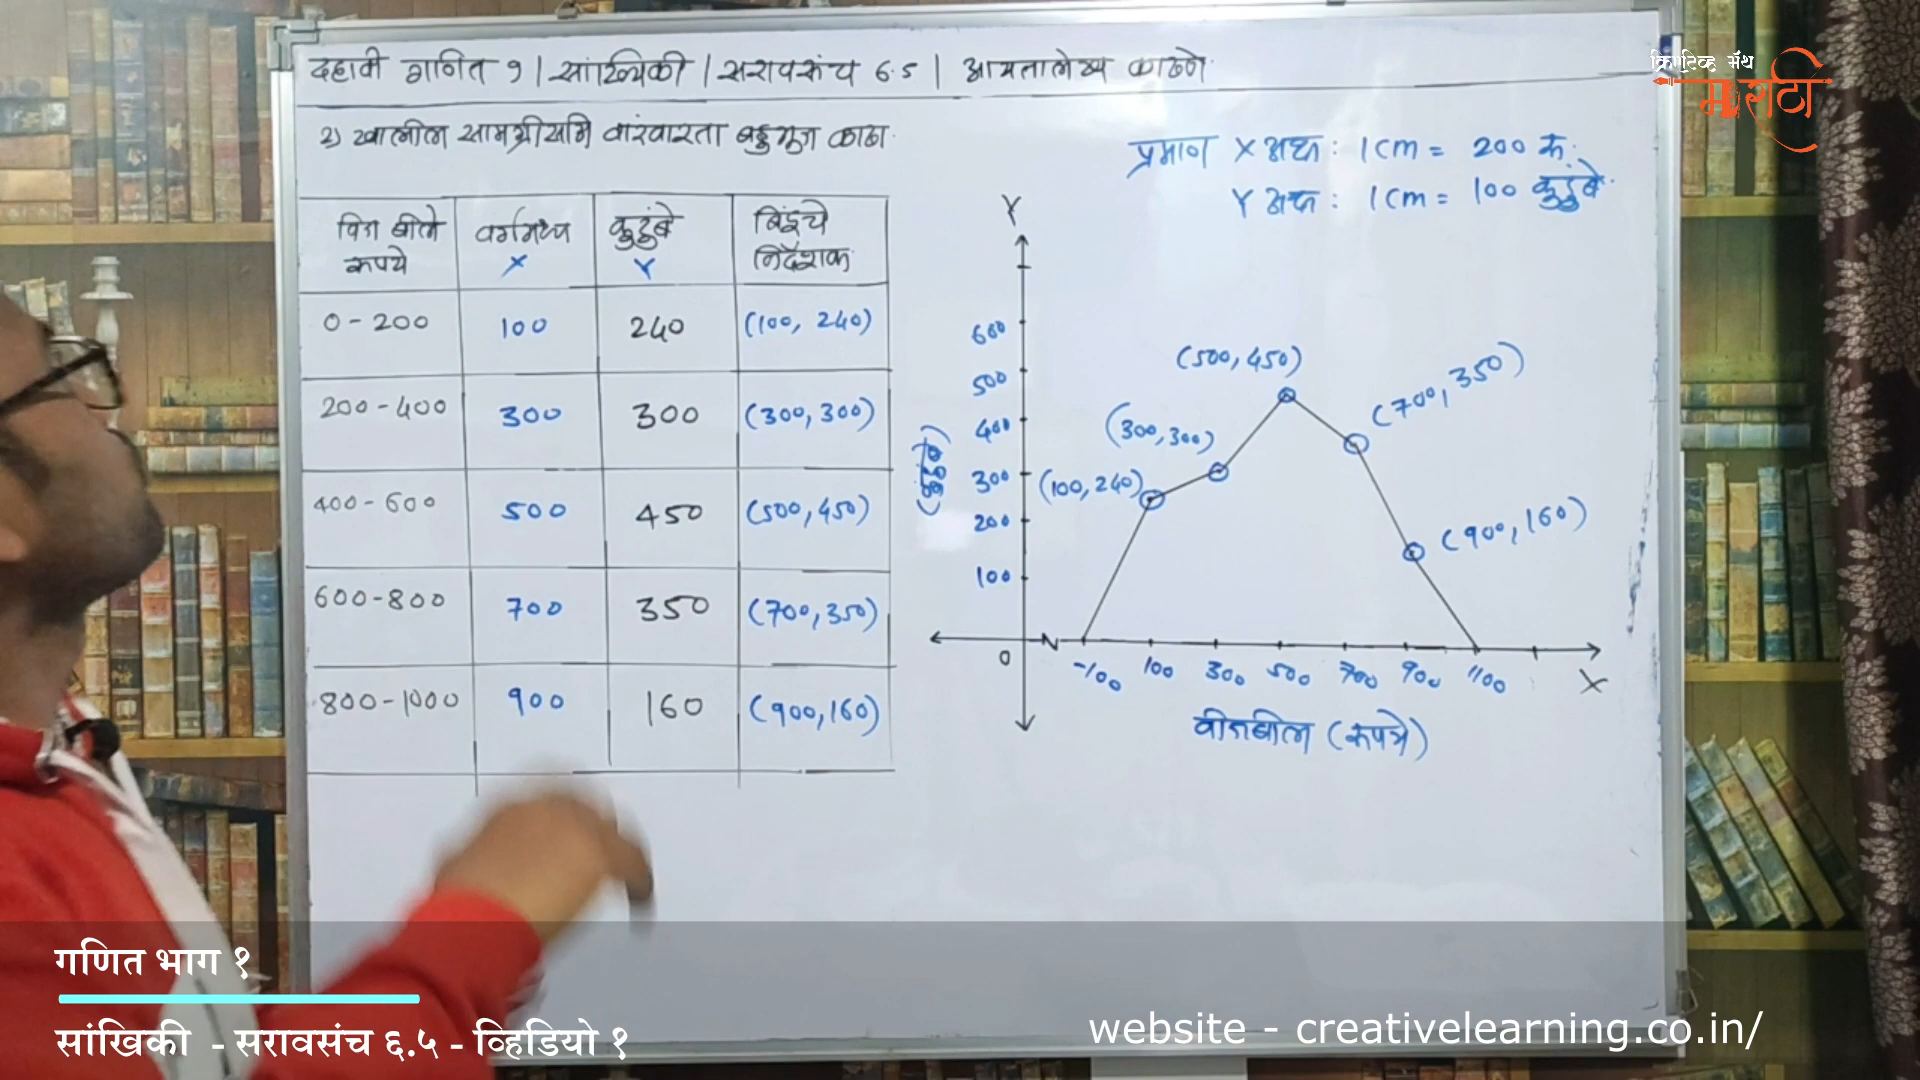 दहावी गणित १ | सांख्यिकी | सरावसंच 6.5 | आयतालेख काढणे.
२) खालील सामग्रीसाठी वारंवारता बहुभुज काढा.
प्रमाण X अक्ष : 1cm = 200 रु.
Y अक्ष : 1cm = 100 कुटुंबे.
विज बीले रुपये
वर्गमध्य X
कुटुंबे Y
बिंदूंचे निर्देशक
0-200 100 240 (100, 240)
200-400 300 300 (300, 300)
400-600 500 450 (500, 450)
600-800 700 350 (700, 350)
800-1000 900 160 (900, 160)
Y
600
500
400
300
200
100
(कुटुंबे)
(500, 450)
(700, 350)
(300, 300)
(100, 240)
(900, 160)
0 -100 100 300 500 700 900 1100 X
वीजबील (रुपये)
क्रिएटिव्ह मॅथ
मराठी
गणित भाग १
सांखिकी - सरावसंच ६.५ - व्हिडियो १
website - creativelearning.co.in/